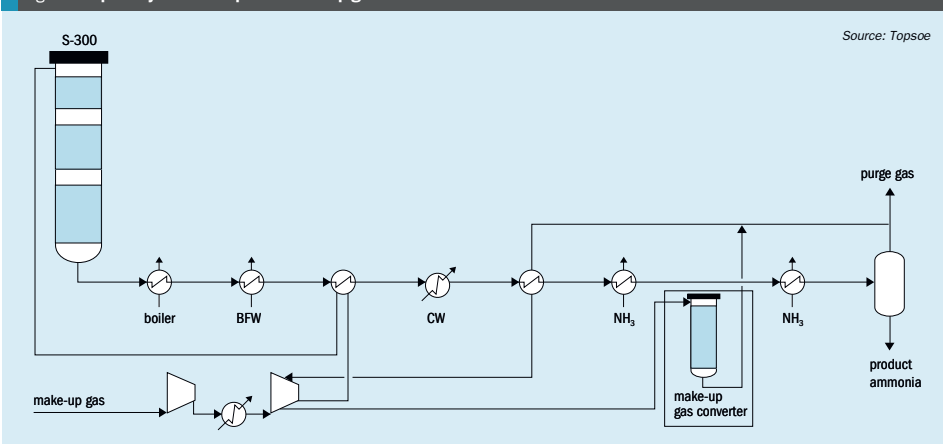 S-300
Source: Topsoe
purge gas
boiler
BFW
CW
NH₃
NH₃
product
ammonia
make-up gas
make-up
gas converter